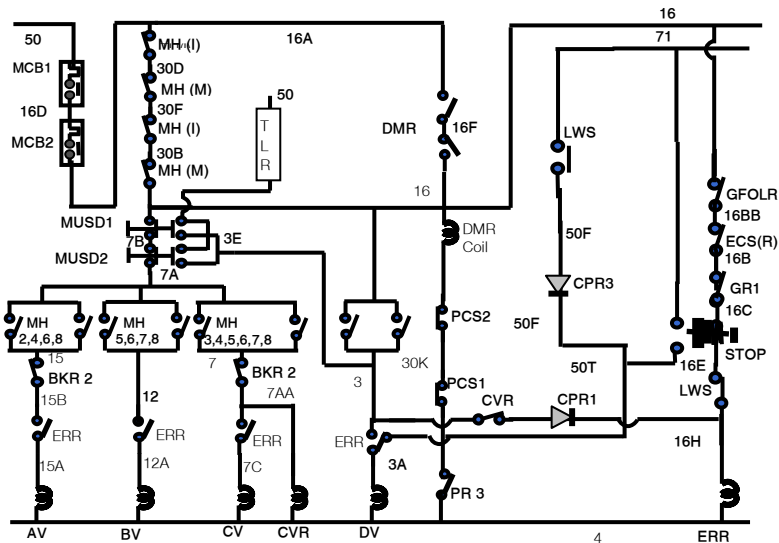 16
50
16A
71
MH (I)
MCB1
30D
MH (M)
50
16D
30F
T
L
R
DMR
16F
LWS
MH (I)
MCB2
30B
MH (M)
16
GFOLR
MUSD1
16BB
7B
3E
DMR
Coil
50F
ECS(R)
MUSD2
16B
7A
CPR3
GR1
16C
MH
2,4,6,8
MH
5,6,7,8
MH
3,4,5,6,7,8
PCS2
50F
STOP
15
7
30K
50T
16E
BKR 2
BKR 2
3
PCS1
LWS
15B
12
7AA
CVR
CPR1
ERR
ERR
ERR
ERR
16H
15A
12A
7C
3A
PR 3
AV
BV
CV
CVR
DV
4
ERR